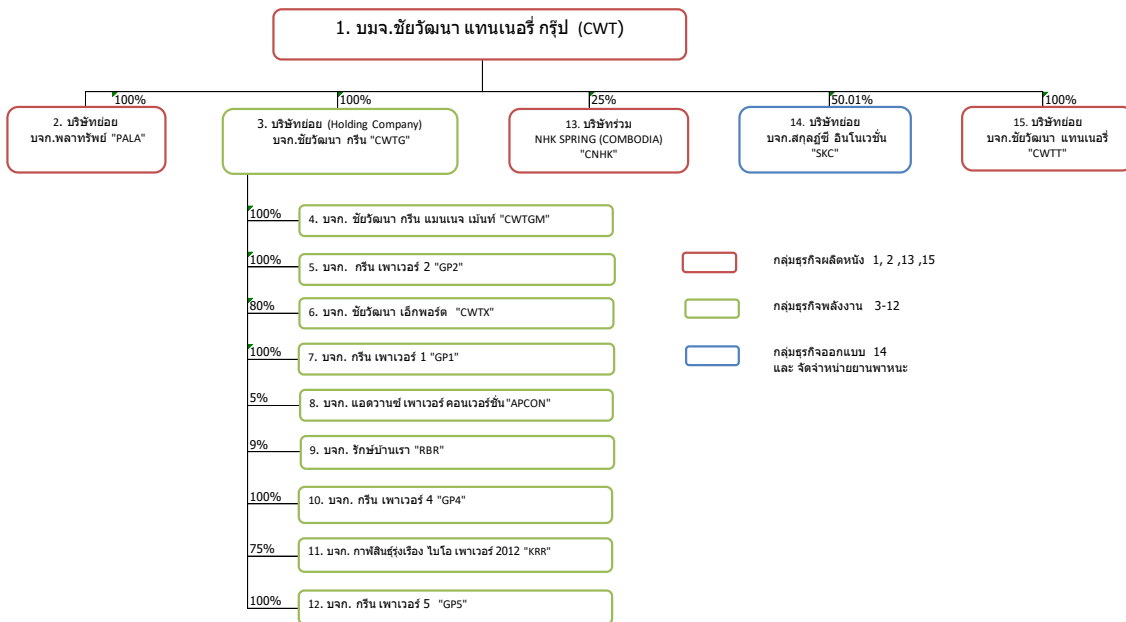 1. บมจ.ชัยวัฒนา แทนเนอรี่ กรุ๊ป (CWT)
100%
100%
25%
50.01%
100%
2. บริษัทย่อย
บจก.พลาทรัพย์ "PALA"
3. บริษัทย่อย (Holding Company)
บจก.ชัยวัฒนา กรีน "CWTG"
13. บริษัทร่วม
NHK SPRING (COMBODIA)
"CNHK"
14. บริษัทย่อย
บจก.สกุลฎ์ซี อินโนเวชั่น
"SKC"
15. บริษัทย่อย
บจก.ชัยวัฒนา แทนเนอรี่
"CWTT"
100%
4. บจก. ชัยวัฒนา กรีน แมนเนจ เม้นท์ "CWTGM"
100%
5. บจก. กรีน เพาเวอร์ 2 "GP2"
80%
6. บจก. ชัยวัฒนา เอ็กพอร์ต "CWTX"
100%
7. บจก. กรีน เพาเวอร์ 1 "GP1"
5%
8. บจก. แอดวานซ์ เพาเวอร์ คอนเวอร์ชั่น "APCON"
9%
9. บจก. รักษ์บ้านเรา "RBR"
100%
10. บจก. กรีน เพาเวอร์ 4 "GP4"
75%
11. บจก. กาฬสินธุ์รุ่งเรือง ไบโอ เพาเวอร์ 2012 "KRR"
100%
12. บจก. กรีน เพาเวอร์ 5 "GP5"
กลุ่มธุรกิจผลิตหนัง 1, 2 ,13 ,15
กลุ่มธุรกิจพลังงาน 3-12
กลุ่มธุรกิจออกแบบ 14
และ จัดจำหน่ายยานพาหนะ